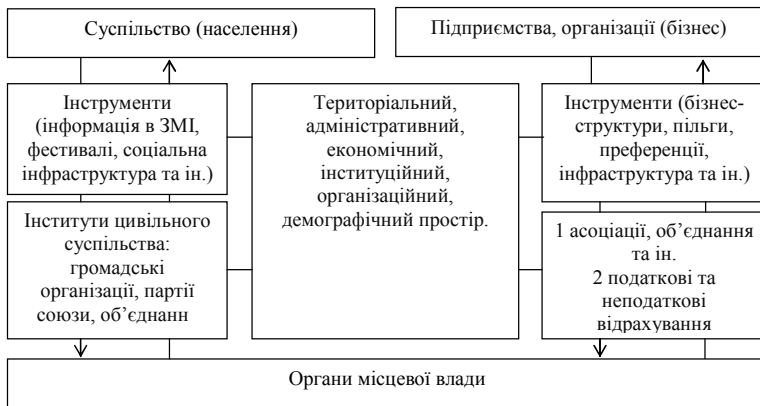 Суспільство (населення)
Підприємства, організації (бізнес)
Інструменти
(інформація в ЗМІ,
фестивалі, соціальна
інфраструктура та ін.)
Територіальний,
адміністративний,
економічний,
інституційний,
організаційний,
демографічний простір.
Інструменти (бізнес-
структури, пільги,
преференції,
інфраструктура та ін.)
Інститути цивільного
суспільства:
громадські
організації, партії
союзи, об’єднанн
1 асоціації, об’єднання
та ін.
2 податкові та
неподаткові
відрахування
Органи місцевої влади